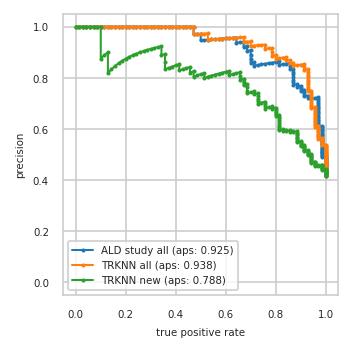 1.0
0.8
0.6
0.4
0.2
0.0
precision
ALD study all (aps: 0.925)
TRKNN all (aps: 0.938)
TRKNN new (aps: 0.788)
0.0 0.2 0.4 0.6 0.8 1.0
true positive rate